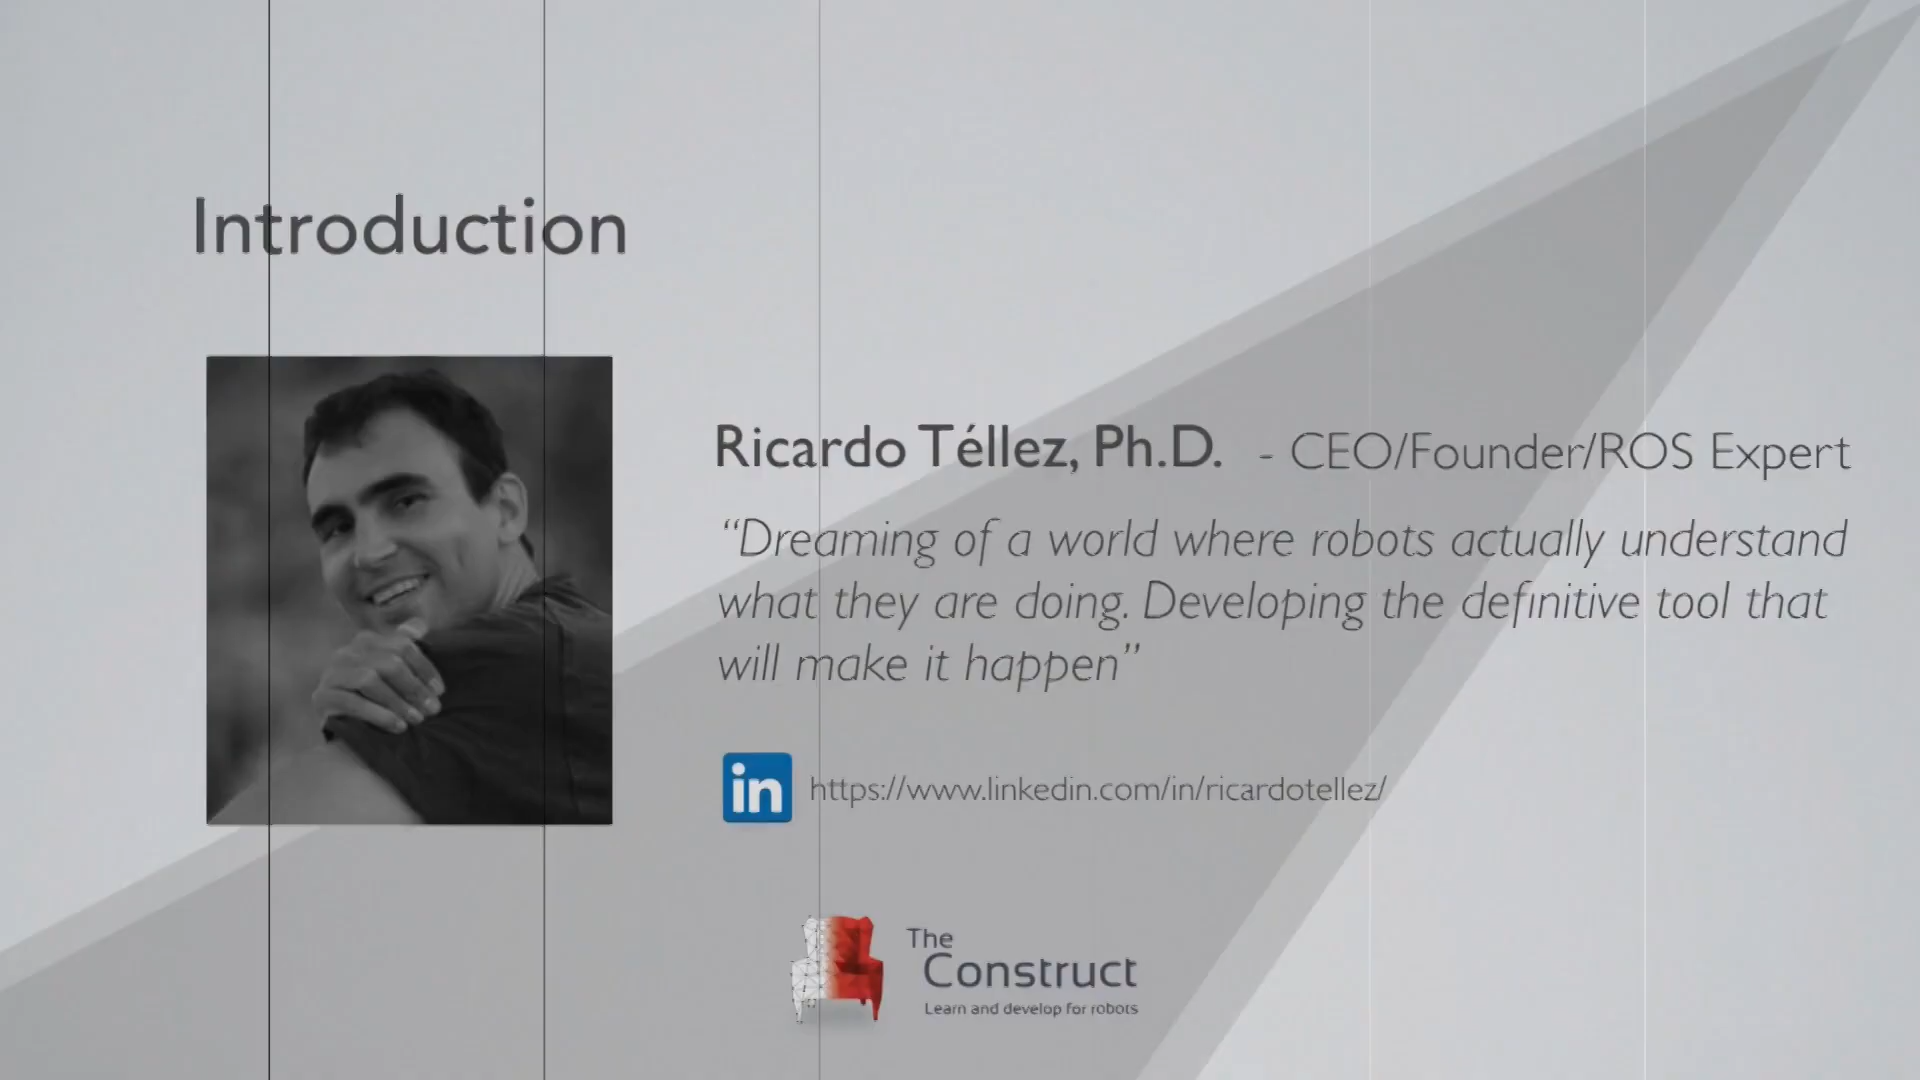 Introduction
Ricardo Téllez, Ph.D. - CEO/Founder/ROS Expert
“Dreaming of a world where robots actually understand
what they are doing. Developing the definitive tool that
will make it happen”
in https://www.linkedin.com/in/ricardotellez/
The
Construct
Learn and develop for robots